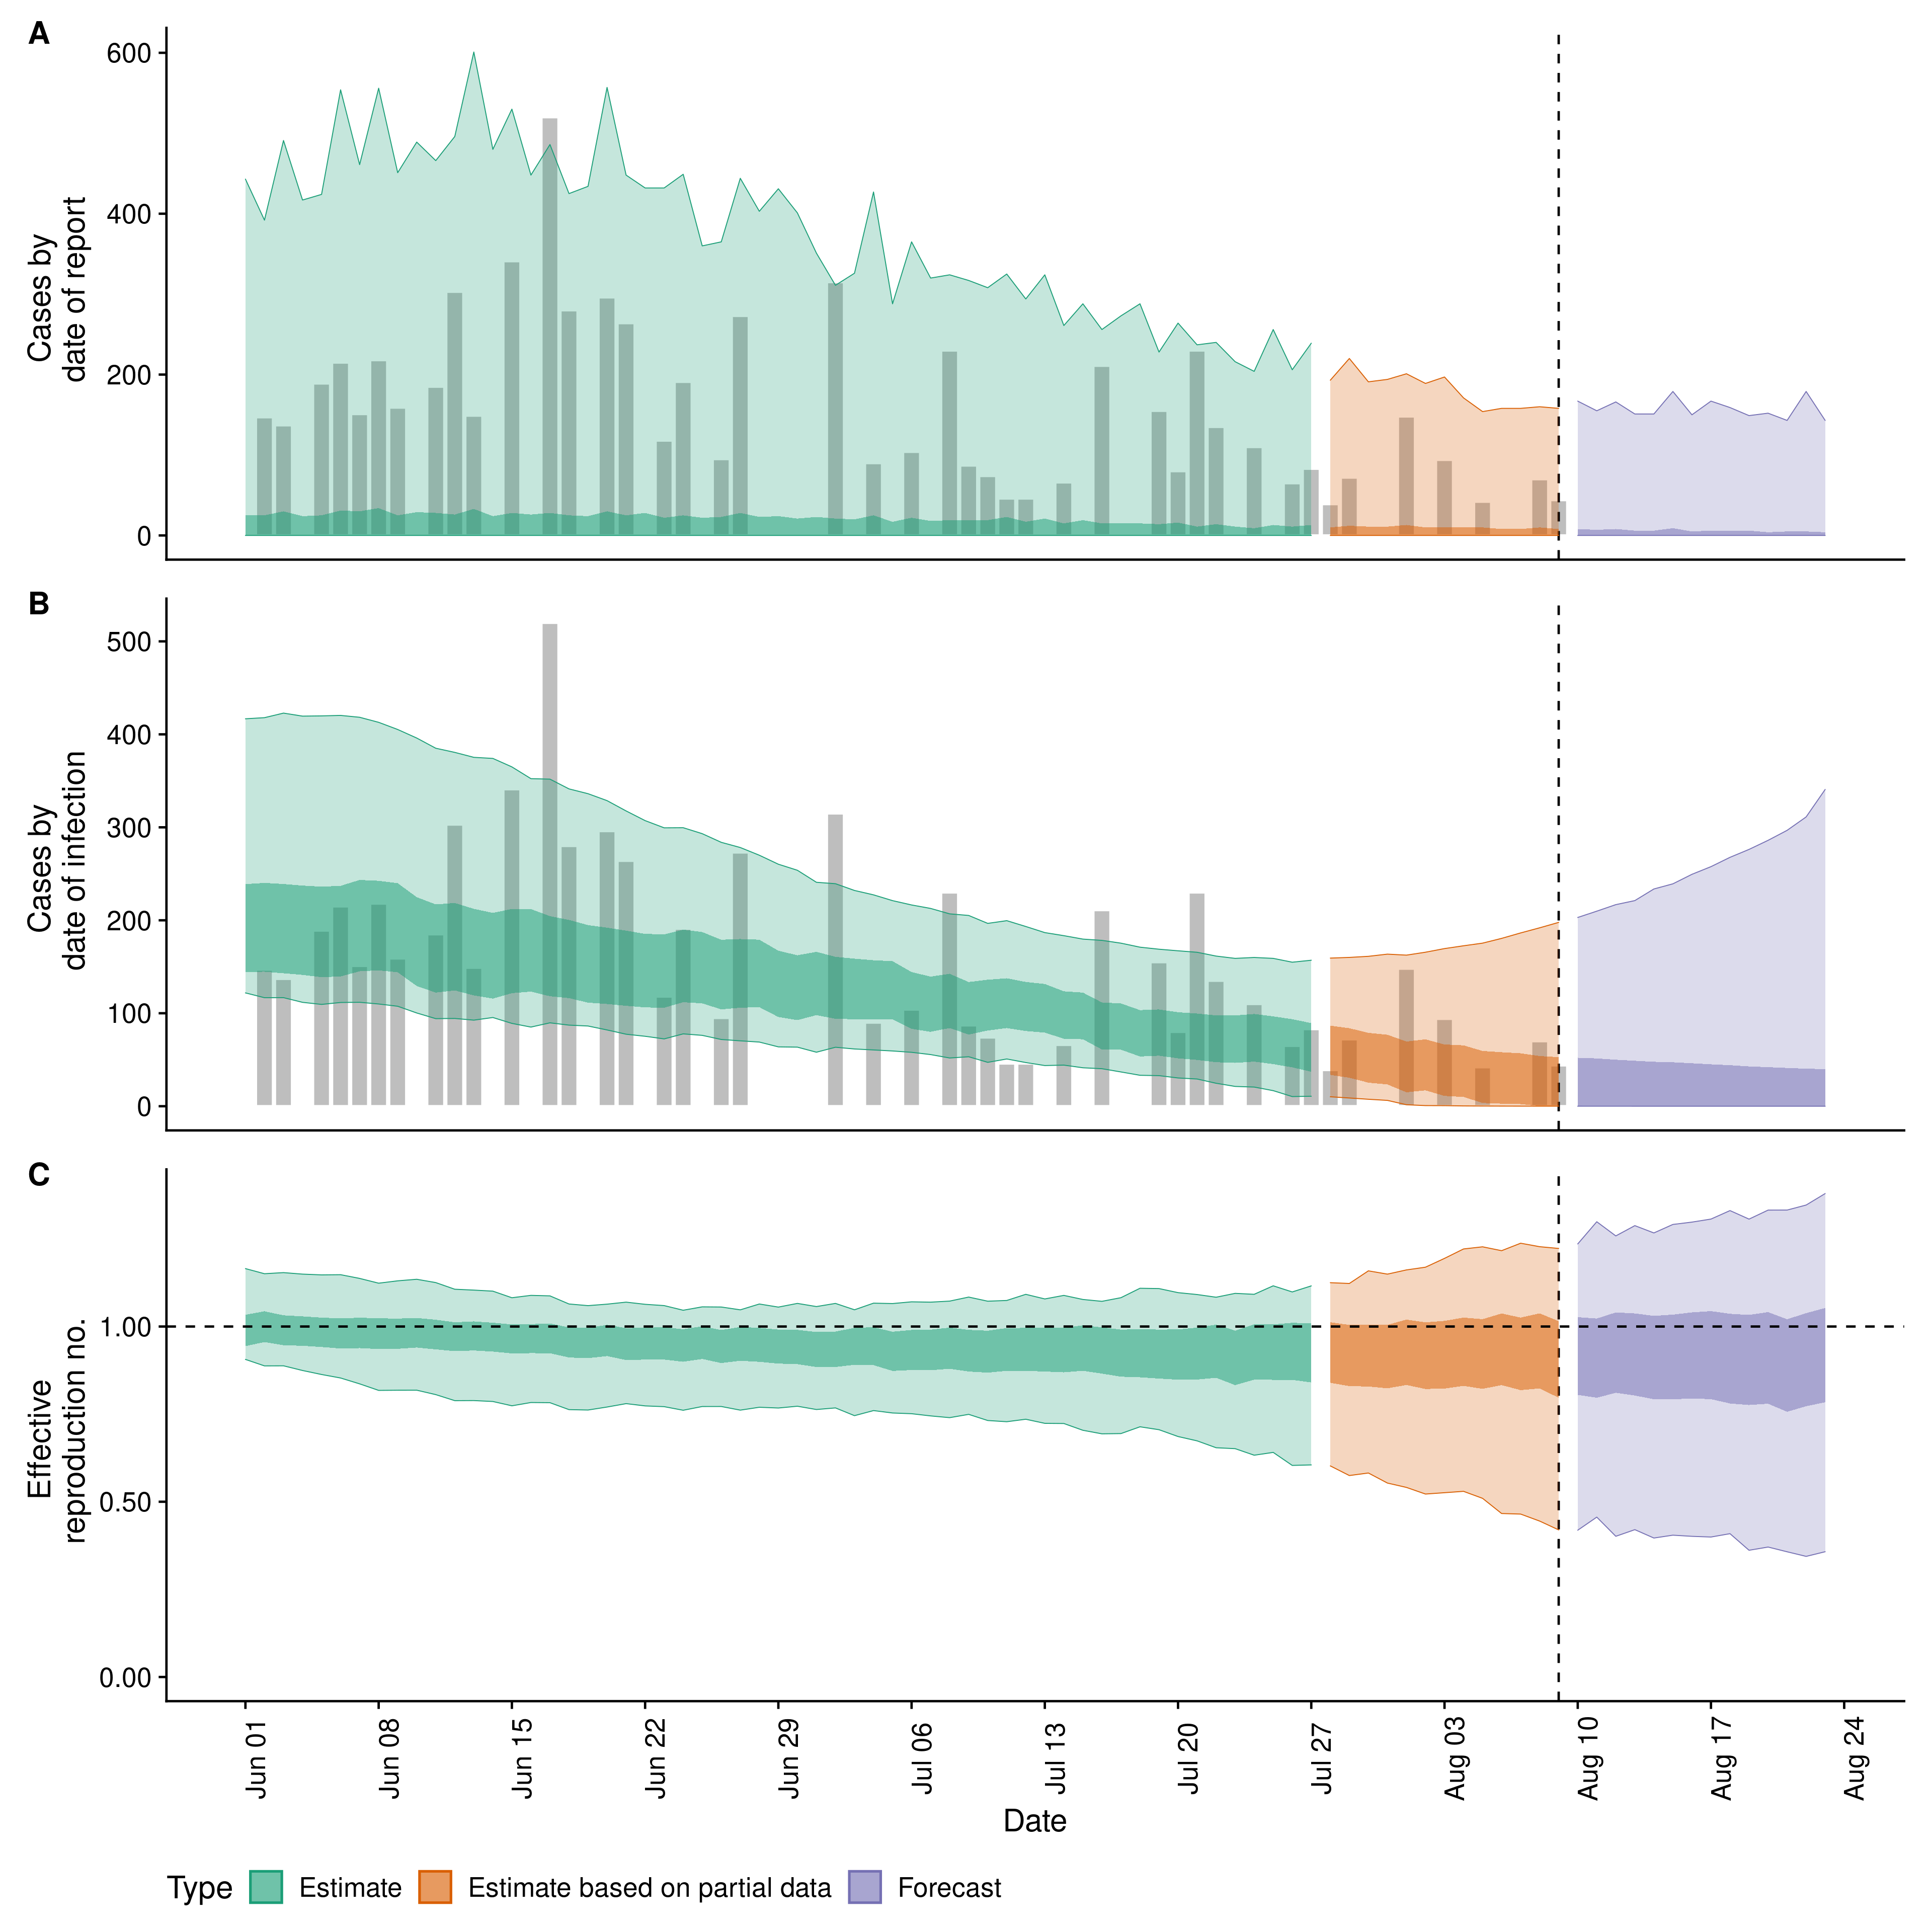 A
600
400
200
0
Cases by
date of report
B
500
400
300
200
100
0
Cases by
date of infection
C
1.00
0.50
0.00
Effective
reproduction no.
Jun 01
Jun 08
Jun 15
Jun 22
Jun 29
Jul 06
Jul 13
Jul 20
Jul 27
Aug 03
Aug 10
Aug 17
Aug 24
Date
Type Estimate Estimate based on partial data Forecast